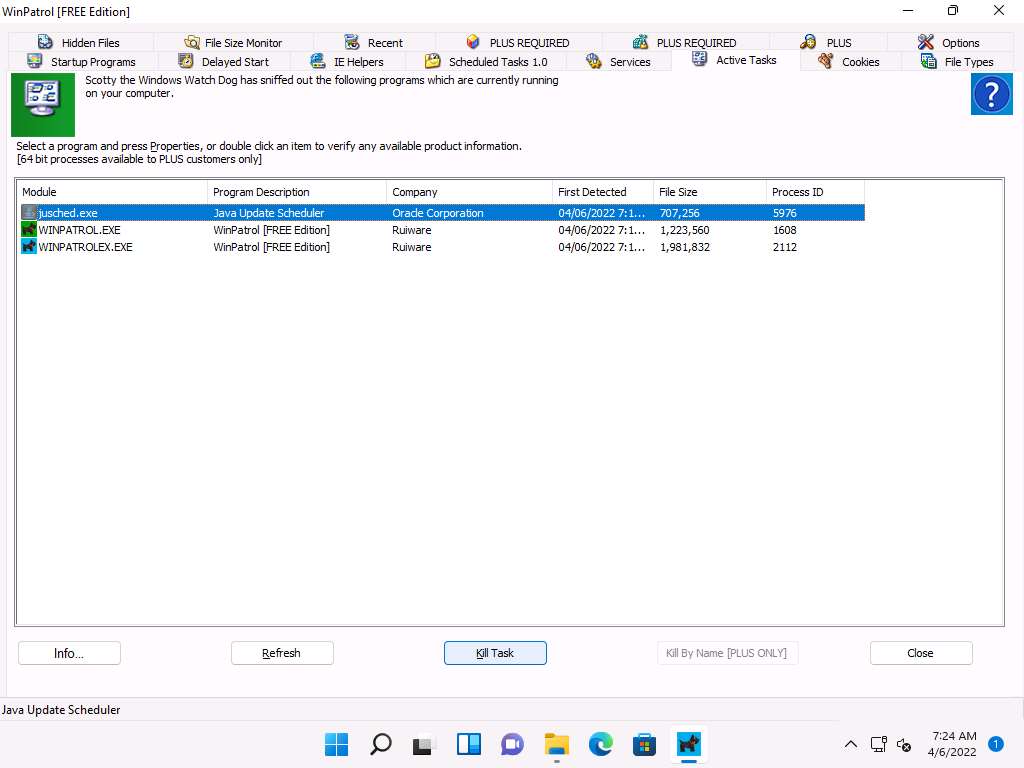 WinPatrol [FREE Edition]
Hidden Files
File Size Monitor
Recent
PLUS REQUIRED
PLUS REQUIRED
PLUS
Options
Startup Programs
Delayed Start
IE Helpers
Scheduled Tasks 1.0
Services
Active Tasks
Cookies
File Types
Scotty the Windows Watch Dog has sniffed out the following programs which are currently running
on your computer.
?
Select a program and press Properties, or double click an item to verify any available product information.
[64 bit processes available to PLUS customers only]
Module Program Description Company First Detected File Size Process ID
jusched.exe Java Update Scheduler Oracle Corporation 04/06/2022 7:1... 707,256 5976
WINPATROL.EXE WinPatrol [FREE Edition] Ruiware 04/06/2022 7:1... 1,223,560 1608
WINPATROLEX.EXE WinPatrol [FREE Edition] Ruiware 04/06/2022 7:1... 1,981,832 2112
Info...
Refresh
Kill Task
Kill By Name [PLUS ONLY]
Close
Java Update Scheduler
7:24 AM
4/6/2022
1